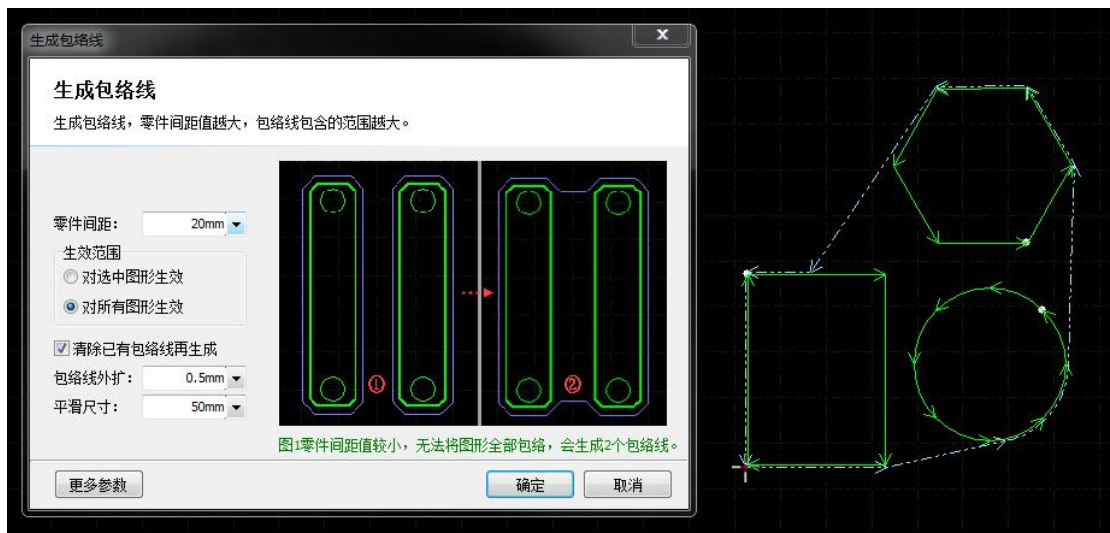 生成包络线
x
生成包络线
生成包络线，零件间距值越大，包络线包含的范围越大。
零件间距： 20mm
生效范围
对选中图形生效
对所有图形生效
清除已有包络线再生成
包络线外扩： 0.5mm
平滑尺寸： 50mm
① ②
图1零件间距值较小，无法将图形全部包络，会生成2个包络线。
更多参数 确定 取消